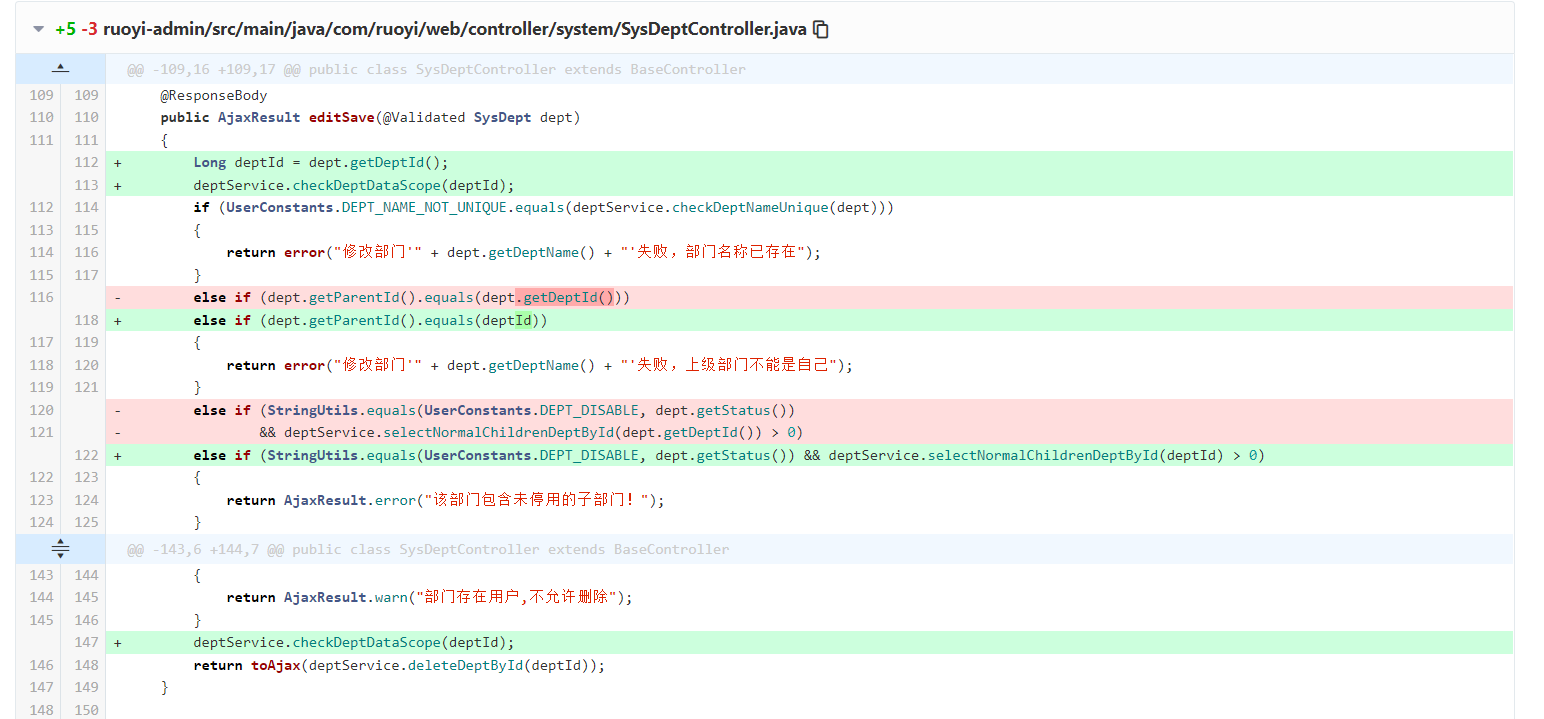 +5 -3 ruoyi-admin/src/main/java/com/ruoyi/web/controller/system/SysDeptController.java
@@ -109,16 +109,17 @@ public class SysDeptController extends BaseController
109 109 @ResponseBody
110 110 public AjaxResult editSave(@Validated SysDept dept)
111 111 {
112 + Long deptId = dept.getDeptId();
113 + deptService.checkDeptDataScope(deptId);
112 114 if (UserConstants.DEPT_NAME_NOT_UNIQUE.equals(deptService.checkDeptNameUnique(dept)))
113 115 {
114 116 return error("修改部门'" + dept.getDeptName() + "'失败，部门名称已存在");
115 117 }
116 - else if (dept.getParentId().equals(dept.getDeptId()))
118 + else if (dept.getParentId().equals(deptId))
117 119 {
118 120 return error("修改部门'" + dept.getDeptName() + "'失败，上级部门不能是自己");
119 121 }
120 - else if (StringUtils.equals(UserConstants.DEPT_DISABLE, dept.getStatus())
121 - && deptService.selectNormalChildrenDeptById(dept.getDeptId()) > 0)
122 + else if (StringUtils.equals(UserConstants.DEPT_DISABLE, dept.getStatus()) && deptService.selectNormalChildrenDeptById(deptId) > 0)
122 123 {
123 124 return AjaxResult.error("该部门包含未停用的子部门！");
124 125 }
@@ -143,6 +144,7 @@ public class SysDeptController extends BaseController
143 144 {
144 145 return AjaxResult.warn("部门存在用户,不允许删除");
145 146 }
147 + deptService.checkDeptDataScope(deptId);
146 148 return toAjax(deptService.deleteDeptById(deptId));
147 149 }
148 150